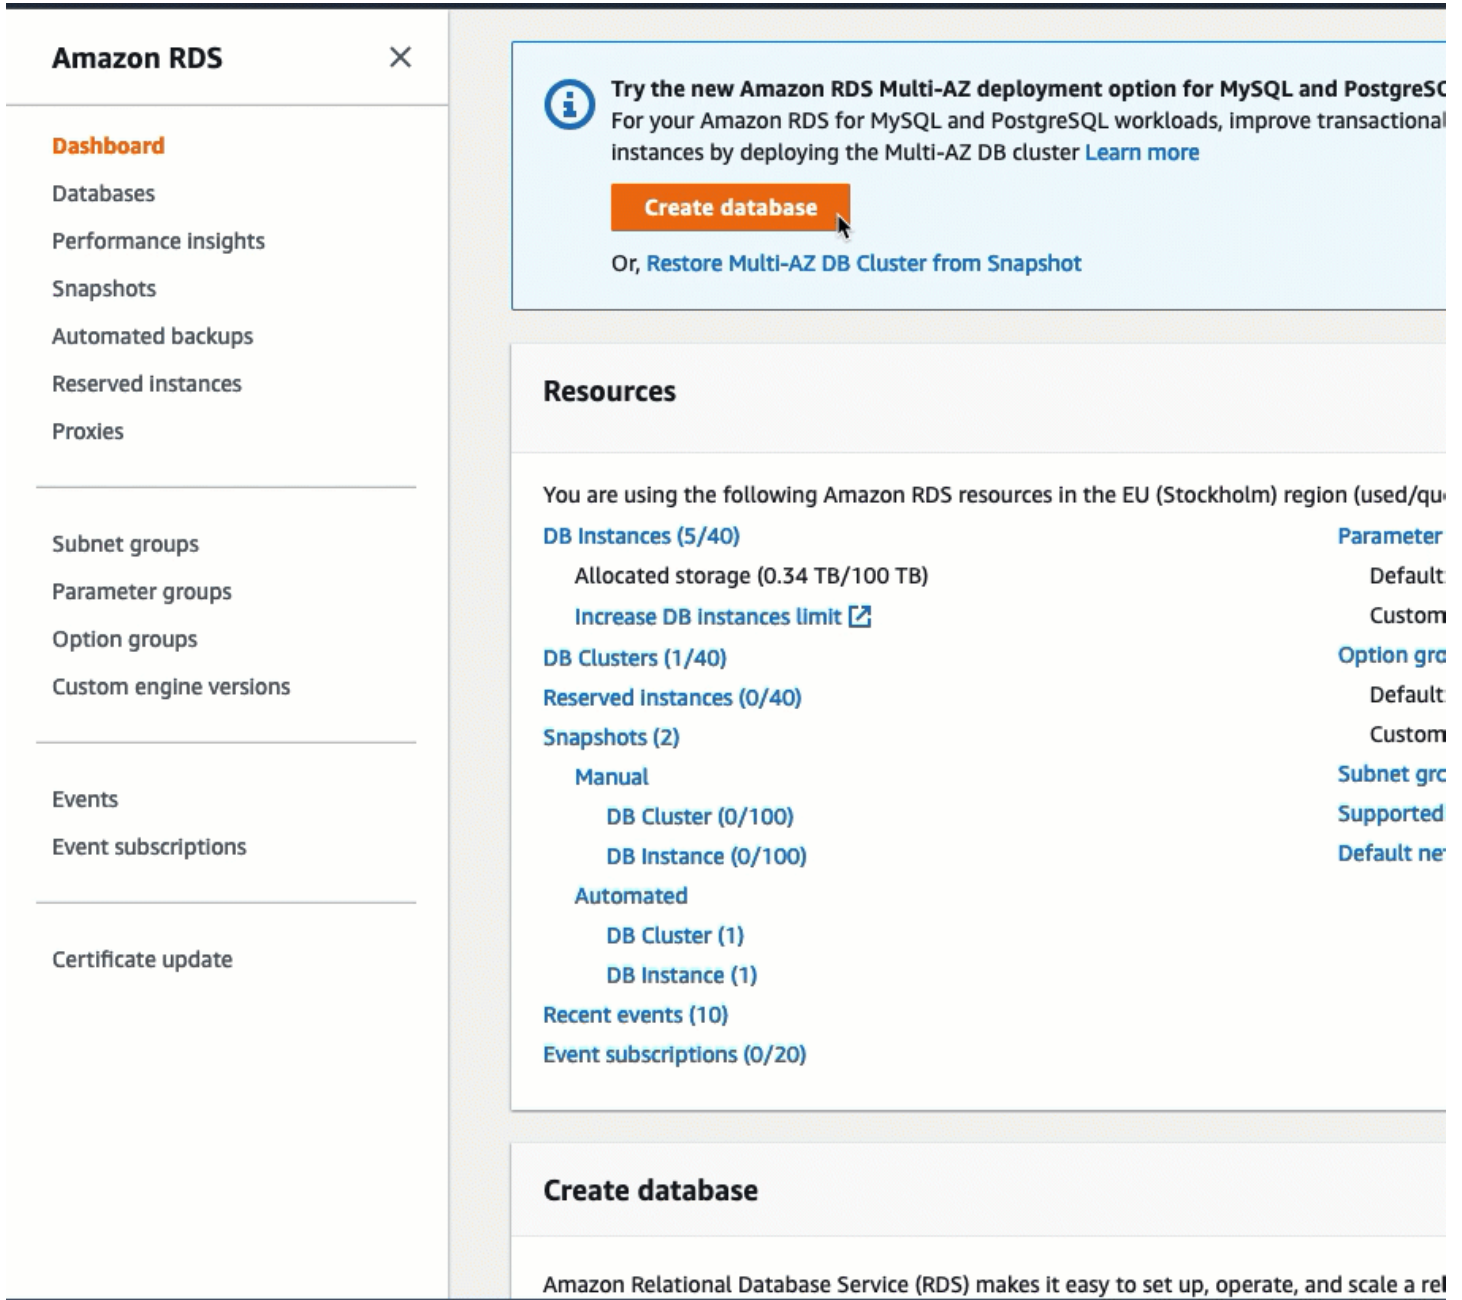 Amazon RDS
Dashboard
Databases
Performance insights
Snapshots
Automated backups
Reserved instances
Proxies
Subnet groups
Parameter groups
Option groups
Custom engine versions
Events
Event subscriptions
Certificate update
Try the new Amazon RDS Multi-AZ deployment option for MySQL and
For your Amazon RDS for MySQL and PostgreSQL workloads, improve transactional
instances by deploying the Multi-AZ DB cluster Learn more
Create database
Or, Restore Multi-AZ DB Cluster from Snapshot
Resources
You are using the following Amazon RDS resources in the EU (Stockholm) region
DB Instances (5/40)
Allocated storage (0.34 TB/100 TB)
Increase DB instances limit
DB Clusters (1/40)
Reserved instances (0/40)
Snapshots (2)
Manual
DB Cluster (0/100)
DB Instance (0/100)
Automated
DB Cluster (1)
DB Instance (1)
Recent events (10)
Event subscriptions (0/20)
Parameter
Default
Custom
Option
Default
Custom
Subnet
Supported
Default
Create database
Amazon Relational Database Service (RDS) makes it easy to set up, operate, and scale a